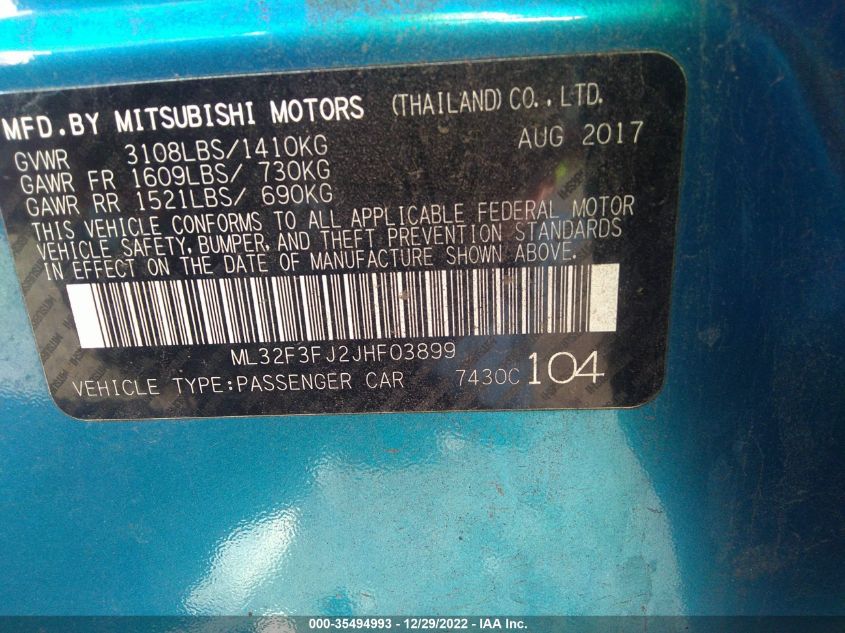 MFD.BY MITSUBISHI MOTORS (THAILAND) CO., LTD.
GVWR 3108LBS/1410KG AUG 2017
GAWR FR 1609LBS/ 730KG
GAWR RR 1521LBS/ 690KG
THIS VEHICLE CONFORMS TO ALL APPLICABLE FEDERAL MOTOR
VEHICLE SAFETY, BUMPER, AND THEFT PREVENTION STANDARDS
IN EFFECT ON THE DATE OF MANUFACTURE SHOWN ABOVE.
ML32F3FJ2JHF03899
VEHICLE TYPE:PASSENGER CAR 7430C 104
000-35494993 - 12/29/2022 - IAA Inc.